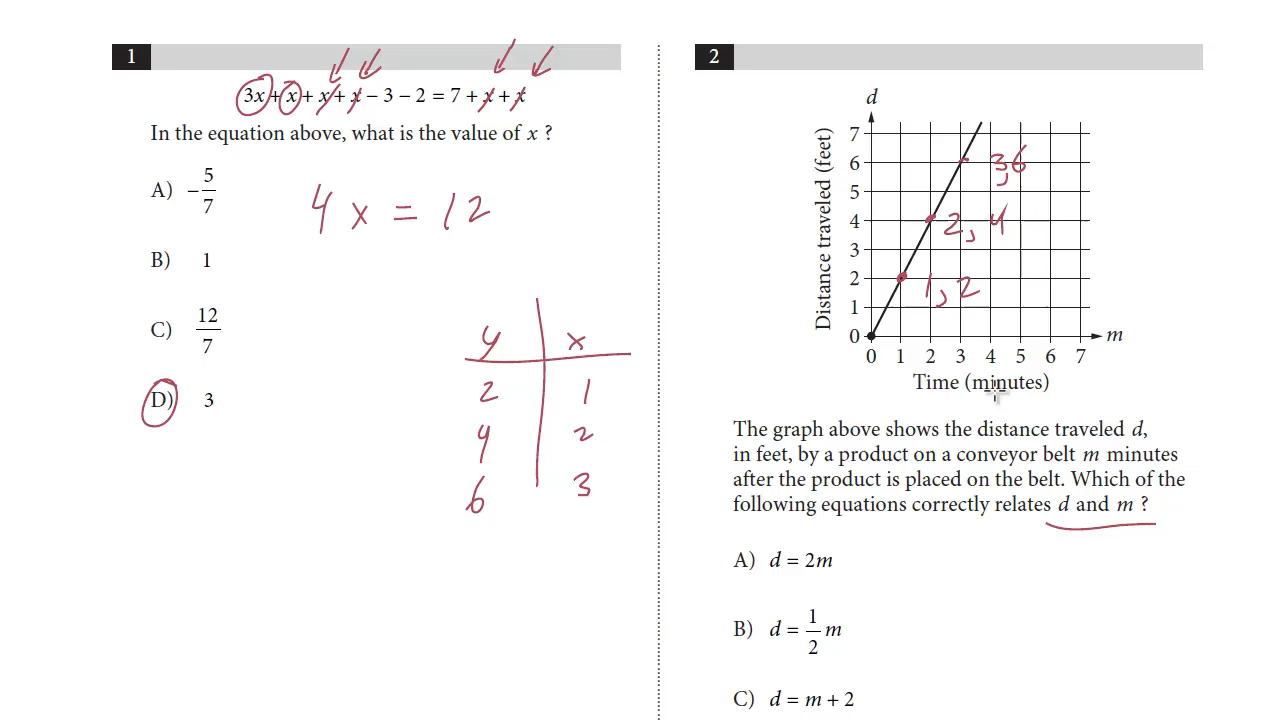 1
3x + x + x + x − 3 − 2 = 7 + x + x
In the equation above, what is the value of x ?
A) −5/7
B) 1
C) 12/7
D) 3
4x = 12
y x
2 1
4 2
6 3
2
d
Distance traveled (feet)
7
6
5
4
3
2
1
0
3,6
2,4
1,2
m
0 1 2 3 4 5 6 7
Time (minutes)
The graph above shows the distance traveled d,
in feet, by a product on a conveyor belt m minutes
after the product is placed on the belt. Which of the
following equations correctly relates d and m ?
A) d = 2m
B) d = 1/2 m
C) d = m + 2